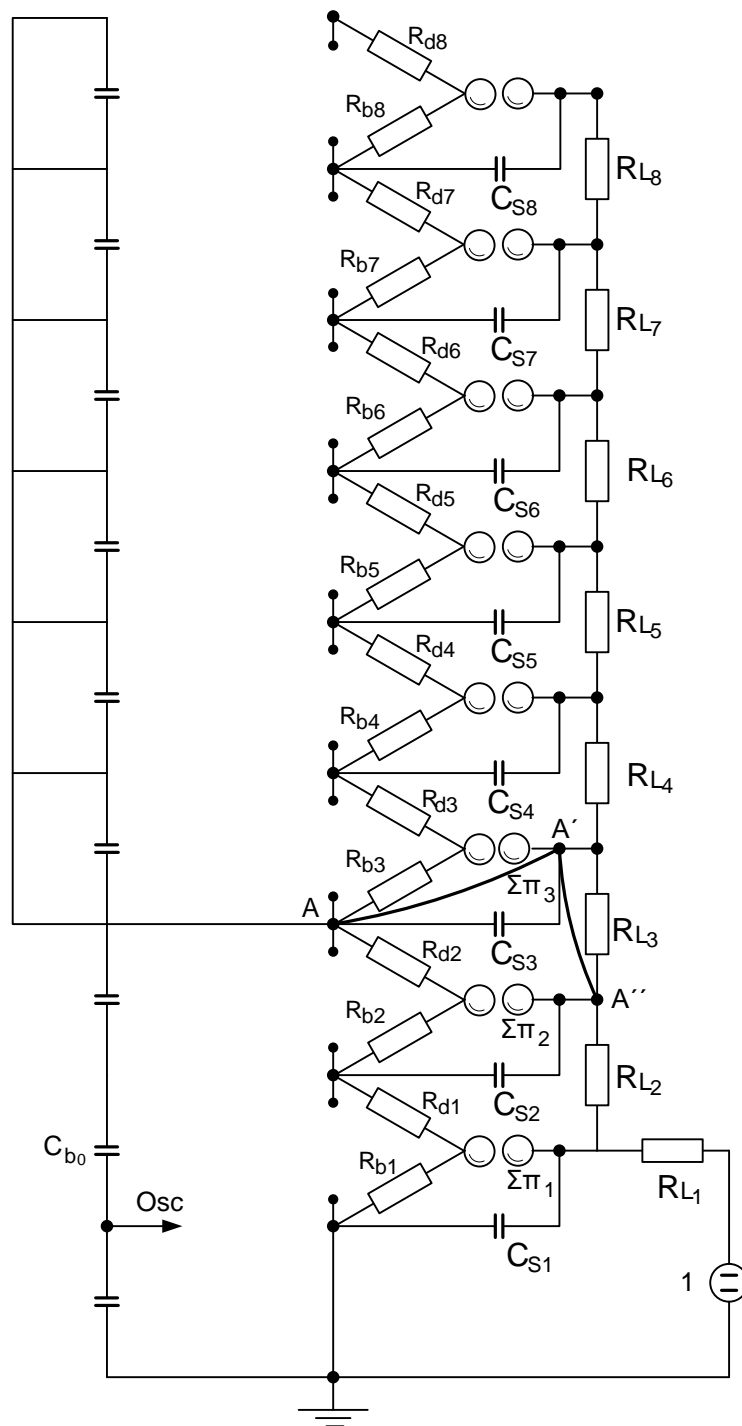 Rd8
Rb8
CS8
RL8
Rd7
Rb7
CS7
RL7
Rd6
Rb6
CS6
RL6
Rd5
Rb5
CS5
RL5
Rd4
Rb4
CS4
RL4
Rd3
A´
Rb3
Σπ3
A
CS3
RL3
Rd2
A´´
Rb2
Σπ2
CS2
RL2
Rd1
Cb0
Rb1
Σπ1
RL1
Osc
CS1
1